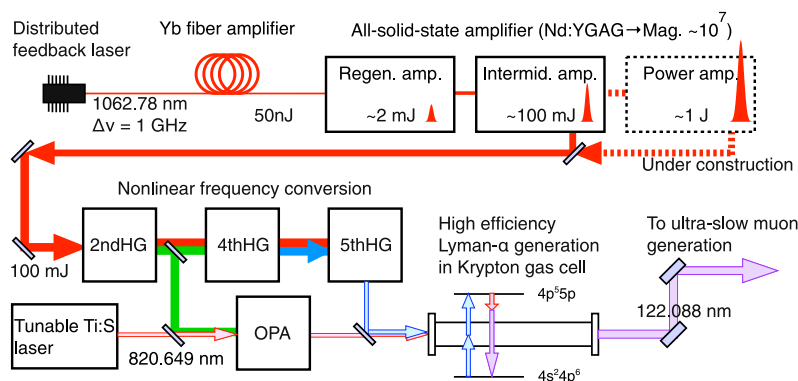 Distributed
feedback laser
Yb fiber amplifier
All-solid-state amplifier (Nd:YGAG→Mag. ~10⁷)
1062.78 nm
Δν = 1 GHz
50nJ
Regen. amp.
~2 mJ
Intermid. amp.
~100 mJ
Power amp.
~1 J
Under construction
Nonlinear frequency conversion
100 mJ
2ndHG
4thHG
5thHG
High efficiency
Lyman-α generation
in Krypton gas cell
To ultra-slow muon
generation
Tunable Ti:S
laser
820.649 nm
OPA
4p⁵5p
4s²4p⁶
122.088 nm